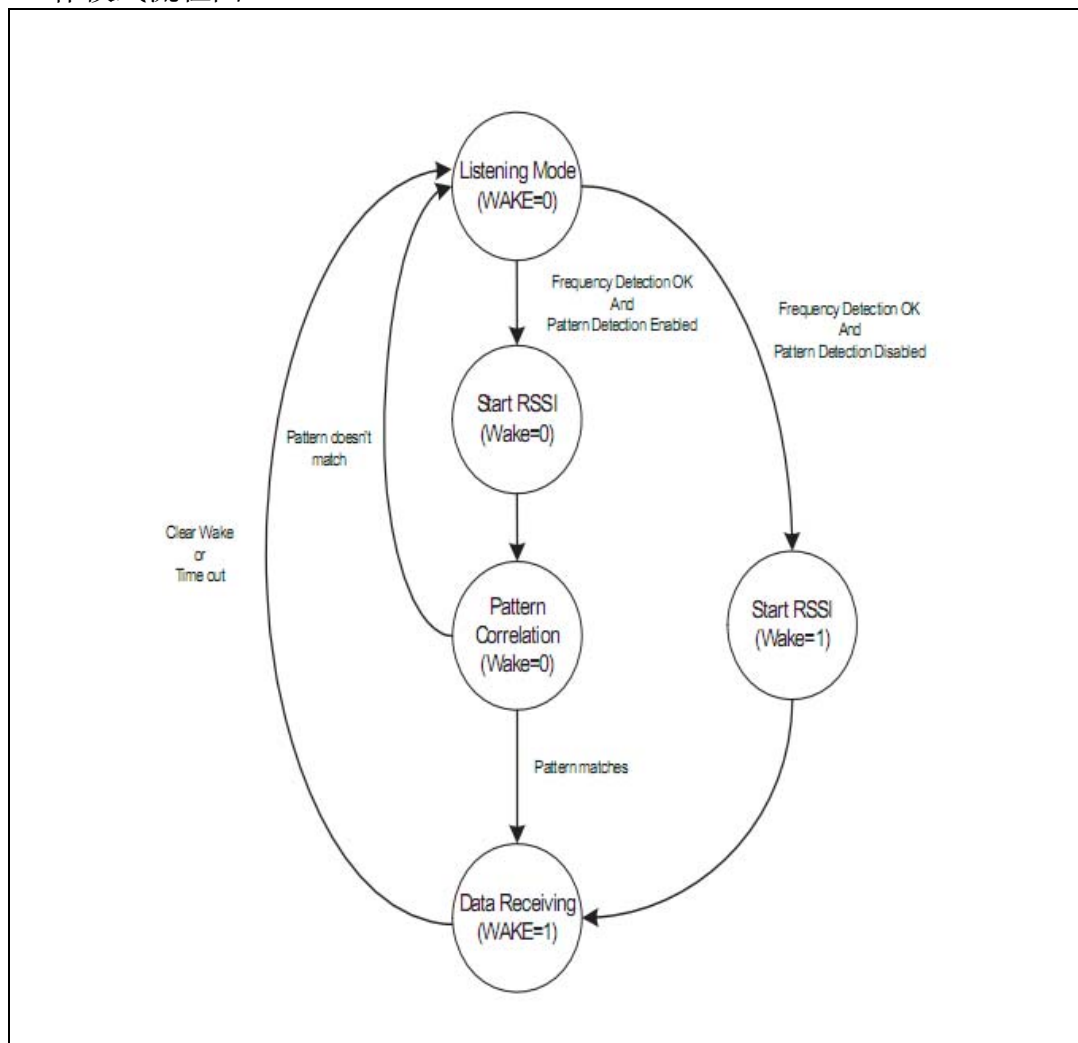 Listening Mode
(WAKE=0)
Frequency Detection OK
And
Pattern Detection Enabled
Frequency Detection OK
And
Pattern Detection Disabled
Start RSSI
(Wake=0)
Pattern doesn't
match
Clear Wake
or
Time out
Pattern
Correlation
(Wake=0)
Start RSSI
(Wake=1)
Pattern matches
Data Receiving
(WAKE=1)